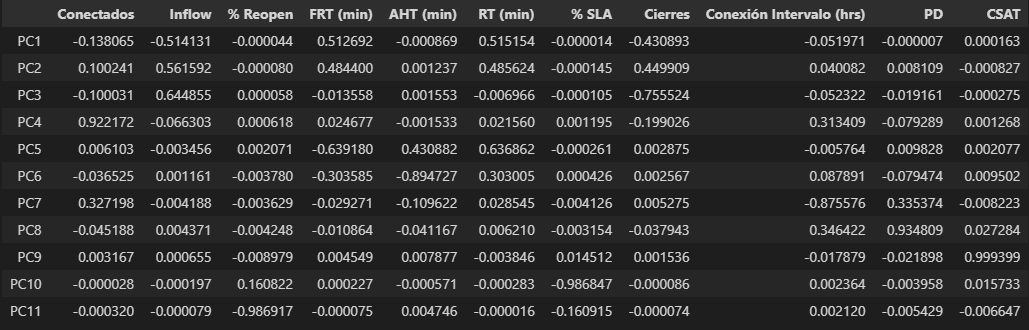 Conectados Inflow % Reopen FRT (min) AHT (min) RT (min) % SLA Cierres Conexión Intervalo (hrs) PD CSAT
PC1 -0.138065 -0.514131 -0.000044 0.512692 -0.000869 0.515154 -0.000014 -0.430893 -0.051971 -0.000007 0.000163
PC2 0.100241 0.561592 -0.000080 0.484400 0.001237 0.485624 -0.000145 0.449909 0.040082 0.008109 -0.000827
PC3 -0.100031 0.644855 0.000058 -0.013558 0.001553 -0.006966 -0.000105 -0.755524 -0.052322 -0.019161 -0.000275
PC4 0.922172 -0.066303 0.000618 0.024677 -0.001533 0.021560 0.001195 -0.199026 0.313409 -0.079289 0.001268
PC5 0.006103 -0.003456 0.002071 -0.639180 0.430882 0.636862 -0.000261 0.002875 -0.005764 0.009828 0.002077
PC6 -0.036525 0.001161 -0.003780 -0.303585 -0.894727 0.303005 0.000426 0.002567 0.087891 -0.079474 0.009502
PC7 0.327198 -0.004188 -0.003629 -0.029271 -0.109622 0.028545 -0.004126 0.005275 -0.875576 0.335374 -0.008223
PC8 -0.045188 0.004371 -0.004248 -0.010864 -0.041167 0.006210 -0.003154 -0.037943 0.346422 0.934809 0.027284
PC9 0.003167 0.000655 -0.008979 0.004549 0.007877 -0.003846 0.014512 0.001536 -0.017879 -0.021898 0.999399
PC10 -0.000028 -0.000197 0.160822 0.000227 -0.000571 -0.000283 -0.986847 -0.000086 0.002364 -0.003958 0.015733
PC11 -0.000320 -0.000079 -0.986917 -0.000075 0.004746 -0.000016 -0.160915 -0.000074 0.002120 -0.005429 -0.006647